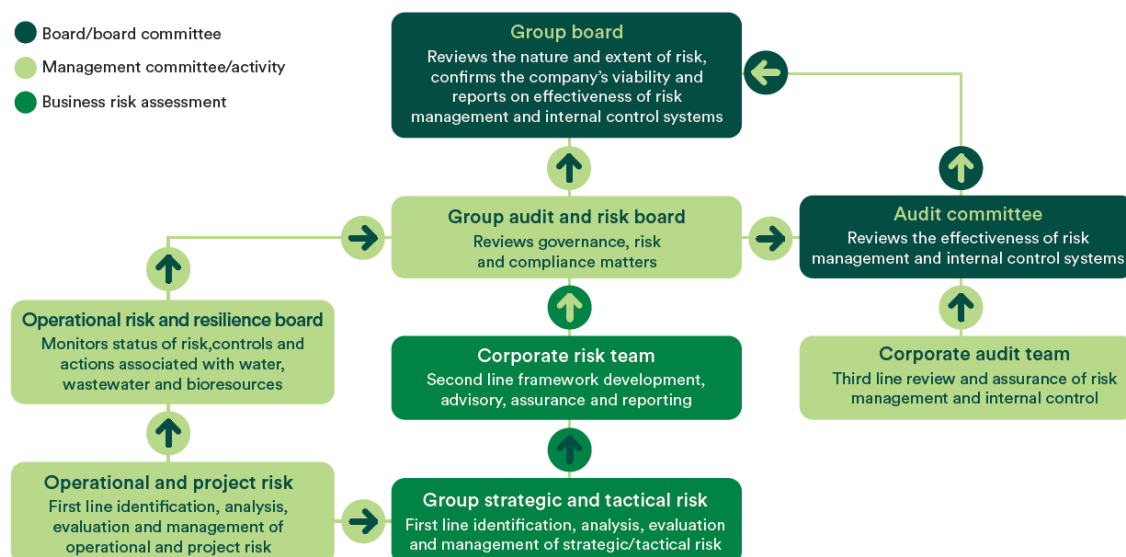 Board/board committee
Management committee/activity
Business risk assessment
Group board
Reviews the nature and extent of risk,
confirms the company’s viability and
reports on effectiveness of risk
management and internal control systems
Group audit and risk board
Reviews governance, risk
and compliance matters
Audit committee
Reviews the effectiveness of risk
management and internal control systems
Operational risk and resilience board
Monitors status of risk,controls and
actions associated with water,
wastewater and bioresources
Corporate risk team
Second line framework development,
advisory, assurance and reporting
Corporate audit team
Third line review and assurance of risk
management and internal control
Operational and project risk
First line identification, analysis,
evaluation and management of
operational and project risk
Group strategic and tactical risk
First line identification, analysis, evaluation
and management of strategic/tactical risk